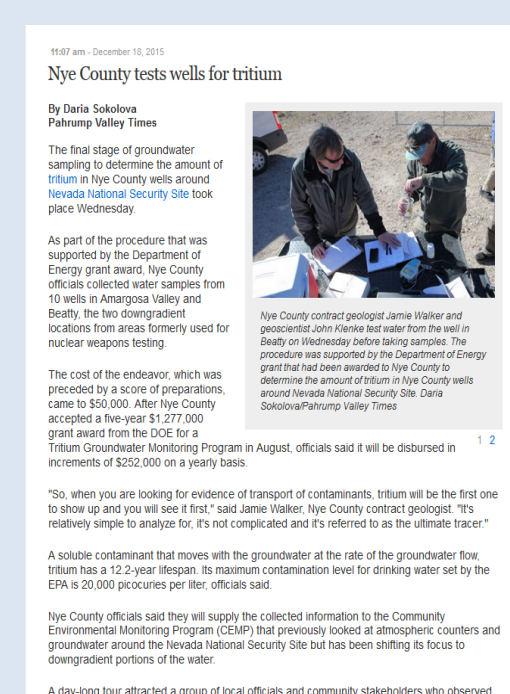 11:07 am - December 18, 2015
Nye County tests wells for tritium
By Daria Sokolova
Pahrump Valley Times
The final stage of groundwater
sampling to determine the amount of
tritium in Nye County wells around
Nevada National Security Site took
place Wednesday.
As part of the procedure that was
supported by the Department of
Energy grant award, Nye County
officials collected water samples from
10 wells in Amargosa Valley and
Beatty, the two downgradient
locations from areas formerly used for
nuclear weapons testing.
The cost of the endeavor, which was
preceded by a score of preparations,
came to $50,000. After Nye County
accepted a five-year $1,277,000
grant award from the DOE for a
Tritium Groundwater Monitoring Program in August, officials said it will be disbursed in
increments of $252,000 on a yearly basis.
Nye County contract geologist Jamie Walker and
geoscientist John Klenke test water from the well in
Beatty on Wednesday before taking samples. The
procedure was supported by the Department of Energy
grant that had been awarded to Nye County to
determine the amount of tritium in Nye County wells
around Nevada National Security Site. Daria
Sokolova/Pahrump Valley Times
1 2
"So, when you are looking for evidence of transport of contaminants, tritium will be the first one
to show up and you will see it first," said Jamie Walker, Nye County contract geologist. "It's
relatively simple to analyze for, it's not complicated and it's referred to as the ultimate tracer."
A soluble contaminant that moves with the groundwater at the rate of the groundwater flow,
tritium has a 12.2-year lifespan. Its maximum contamination level for drinking water set by the
EPA is 20,000 picocuries per liter, officials said.
Nye County officials said they will supply the collected information to the Community
Environmental Monitoring Program (CEMP) that previously looked at atmospheric counters and
groundwater around the Nevada National Security Site but has been shifting its focus to
downgradient portions of the water.
A day-long tour attracted a group of local officials and community stakeholders who observed